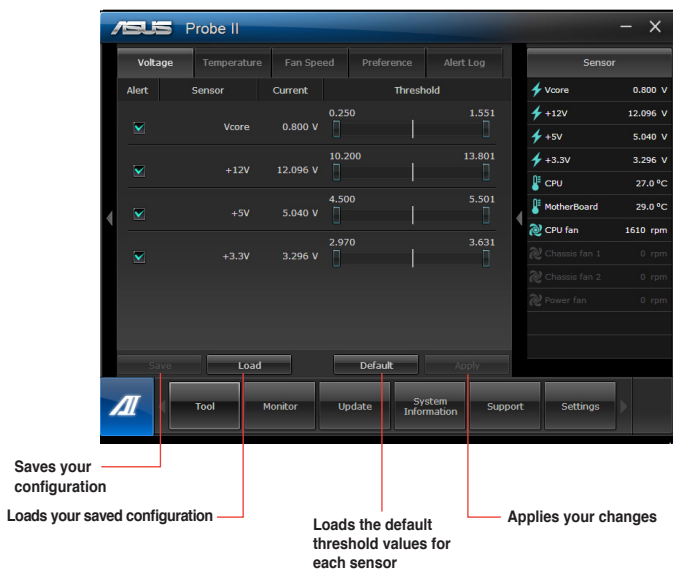 ASUS Probe II
Voltage Temperature Fan Speed Preference Alert Log
Alert Sensor Current Threshold
0.250 1.551
Vcore 0.800 V
10.200 13.801
+12V 12.096 V
4.500 5.501
+5V 5.040 V
2.970 3.631
+3.3V 3.296 V
Save Load Default Apply
Sensor
Vcore 0.800 V
+12V 12.096 V
+5V 5.040 V
+3.3V 3.296 V
CPU 27.0 ºC
MotherBoard 29.0 ºC
CPU fan 1610 rpm
Chassis fan 1 0 rpm
Chassis fan 2 0 rpm
Power fan 0 rpm
AI Tool Monitor Update System Information Support Settings
Saves your
configuration
Loads your saved configuration
Loads the default
threshold values for
each sensor
Applies your changes